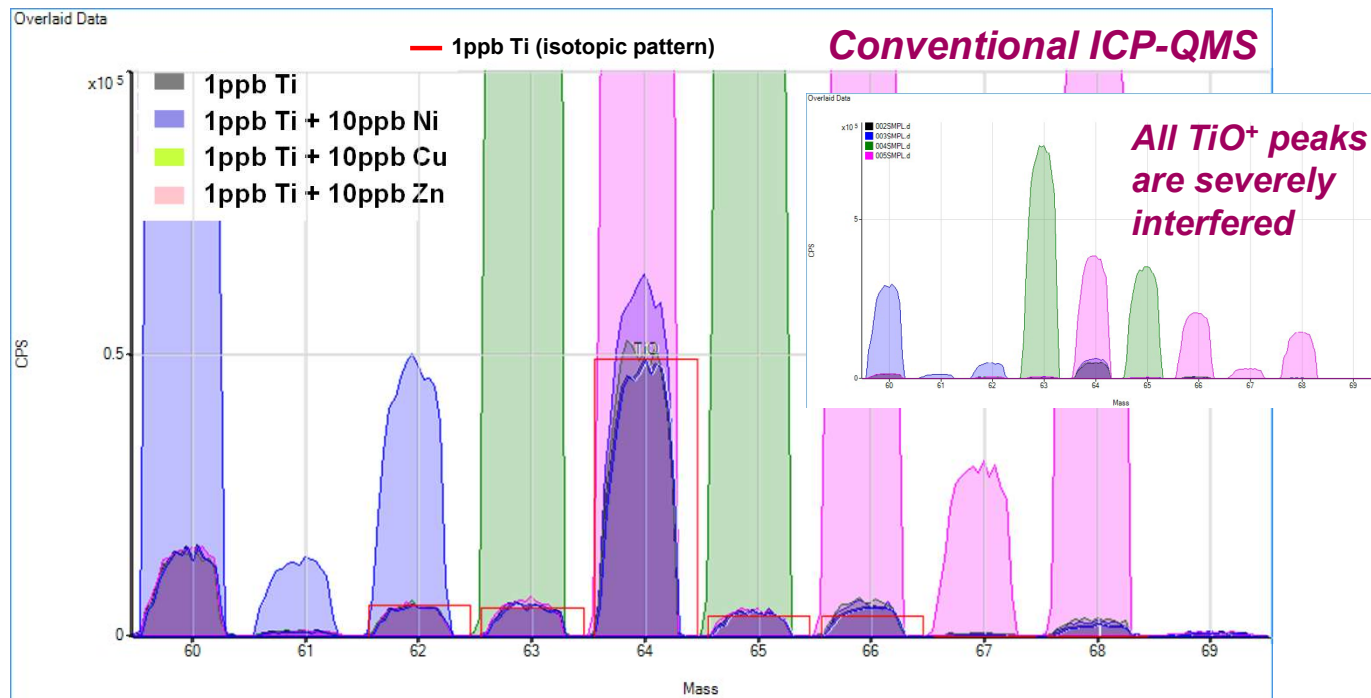 Overlaid Data
1ppb Ti (isotopic pattern)
Conventional ICP-QMS
x10 5
1ppb Ti
1ppb Ti + 10ppb Ni
1ppb Ti + 10ppb Cu
1ppb Ti + 10ppb Zn
0.5
0
CPS
TiO
60 61 62 63 64 65 66 67 68 69
Mass
Overlaid Data
x10 5
002SMPL.d
003SMPL.d
004SMPL.d
005SMPL.d
All TiO⁺ peaks
are severely
interfered
5
0
CPS
60 61 62 63 64 65 66 67 68 69
Mass